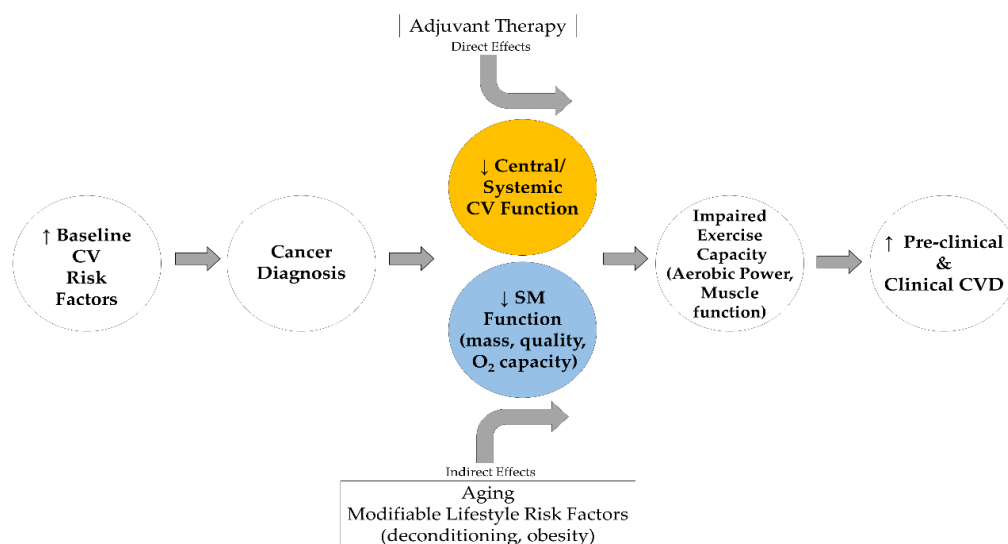 Adjuvant Therapy
Direct Effects
↓ Central/
Systemic
CV Function
↑ Baseline
CV
Risk
Factors
Cancer
Diagnosis
↓ SM
Function
(mass, quality,
O₂ capacity)
Impaired
Exercise
Capacity
(Aerobic Power,
Muscle
function)
↑ Pre-clinical
&
Clinical CVD
Indirect Effects
Aging
Modifiable Lifestyle Risk Factors
(deconditioning, obesity)